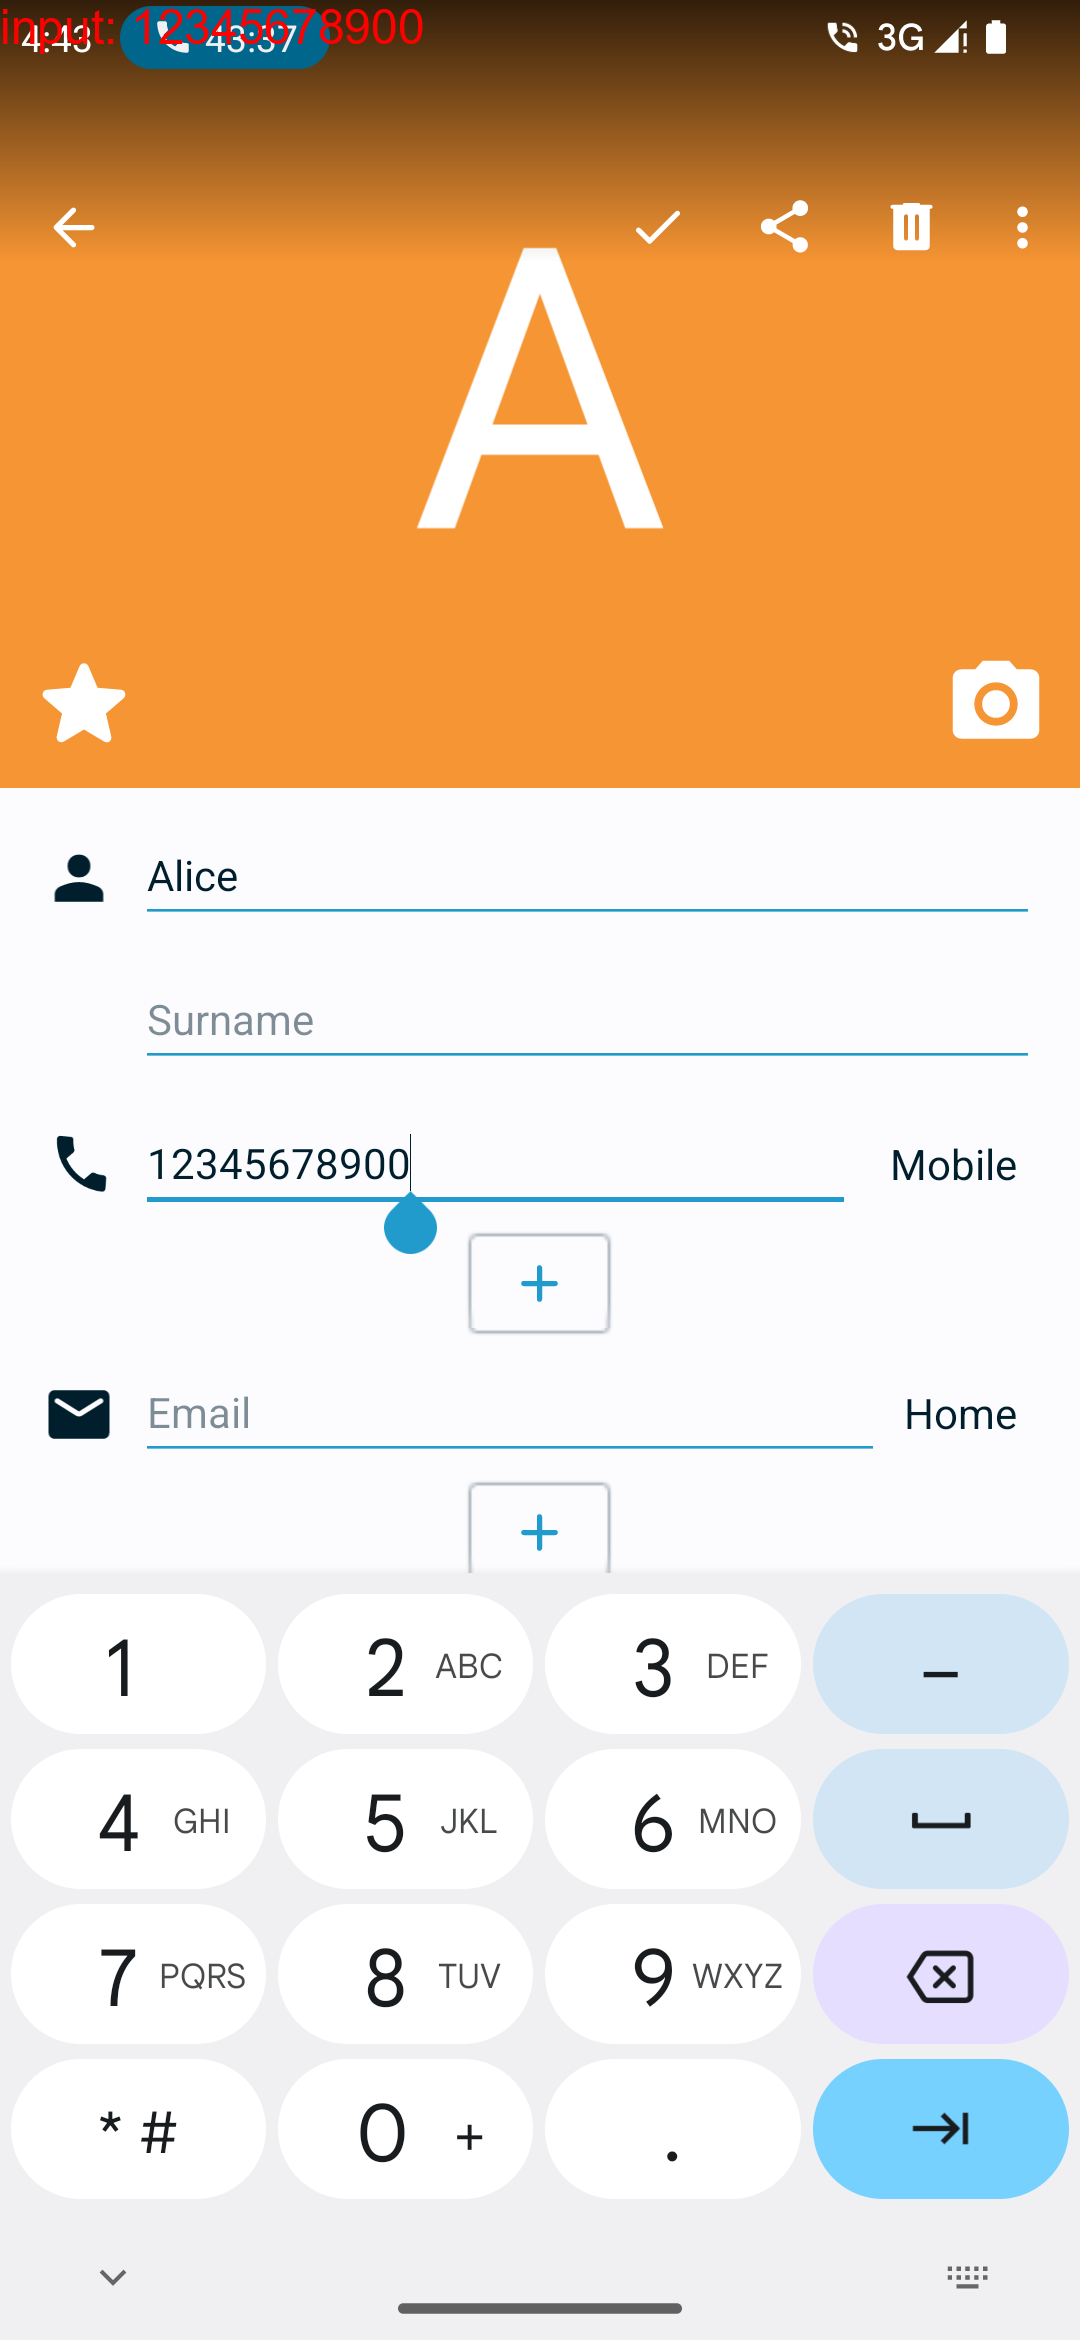 input: 12345678900
4:43 43:37 3G
A
Alice
Surname
12345678900 Mobile
Email Home
1 2 ABC 3 DEF –
4 GHI 5 JKL 6 MNO
7 PQRS 8 TUV 9 WXYZ
* # 0 + .